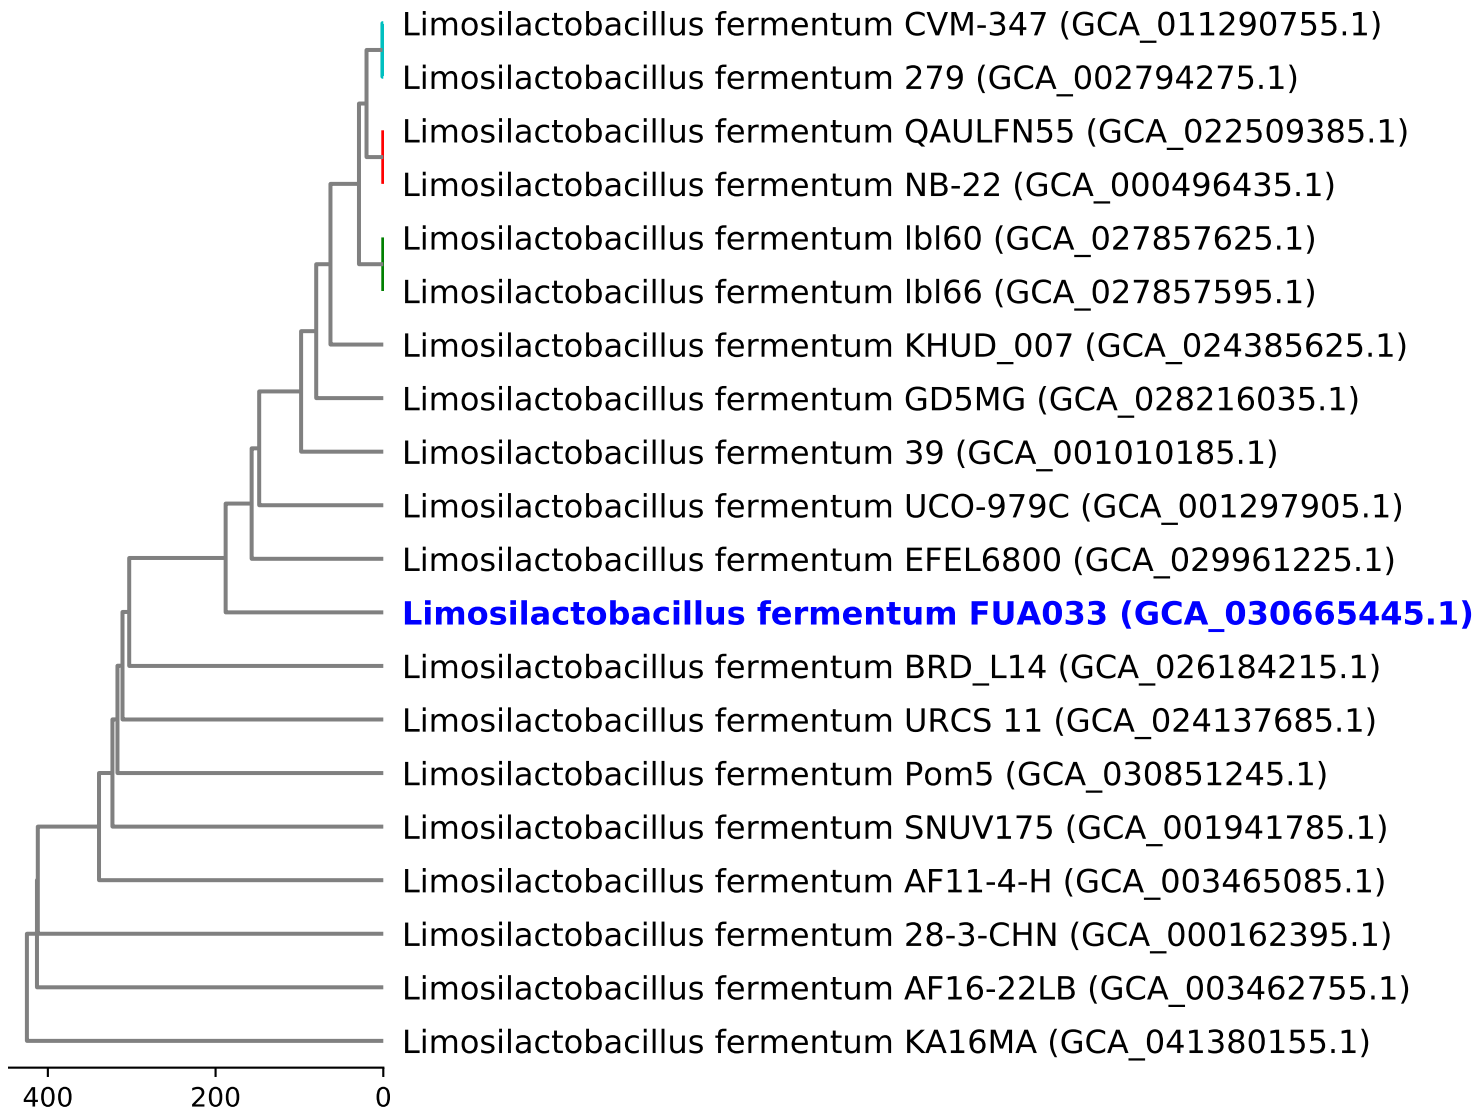 Limosilactobacillus fermentum CVM-347 (GCA_011290755.1)
Limosilactobacillus fermentum 279 (GCA_002794275.1)
Limosilactobacillus fermentum QAULFN55 (GCA_022509385.1)
Limosilactobacillus fermentum NB-22 (GCA_000496435.1)
Limosilactobacillus fermentum lbl60 (GCA_027857625.1)
Limosilactobacillus fermentum lbl66 (GCA_027857595.1)
Limosilactobacillus fermentum KHUD_007 (GCA_024385625.1)
Limosilactobacillus fermentum GD5MG (GCA_028216035.1)
Limosilactobacillus fermentum 39 (GCA_001010185.1)
Limosilactobacillus fermentum UCO-979C (GCA_001297905.1)
Limosilactobacillus fermentum EFEL6800 (GCA_029961225.1)
Limosilactobacillus fermentum FUA033 (GCA_030665445.1)
Limosilactobacillus fermentum BRD_L14 (GCA_026184215.1)
Limosilactobacillus fermentum URCS 11 (GCA_024137685.1)
Limosilactobacillus fermentum Pom5 (GCA_030851245.1)
Limosilactobacillus fermentum SNUV175 (GCA_001941785.1)
Limosilactobacillus fermentum AF11-4-H (GCA_003465085.1)
Limosilactobacillus fermentum 28-3-CHN (GCA_000162395.1)
Limosilactobacillus fermentum AF16-22LB (GCA_003462755.1)
Limosilactobacillus fermentum KA16MA (GCA_041380155.1)
400 200 0